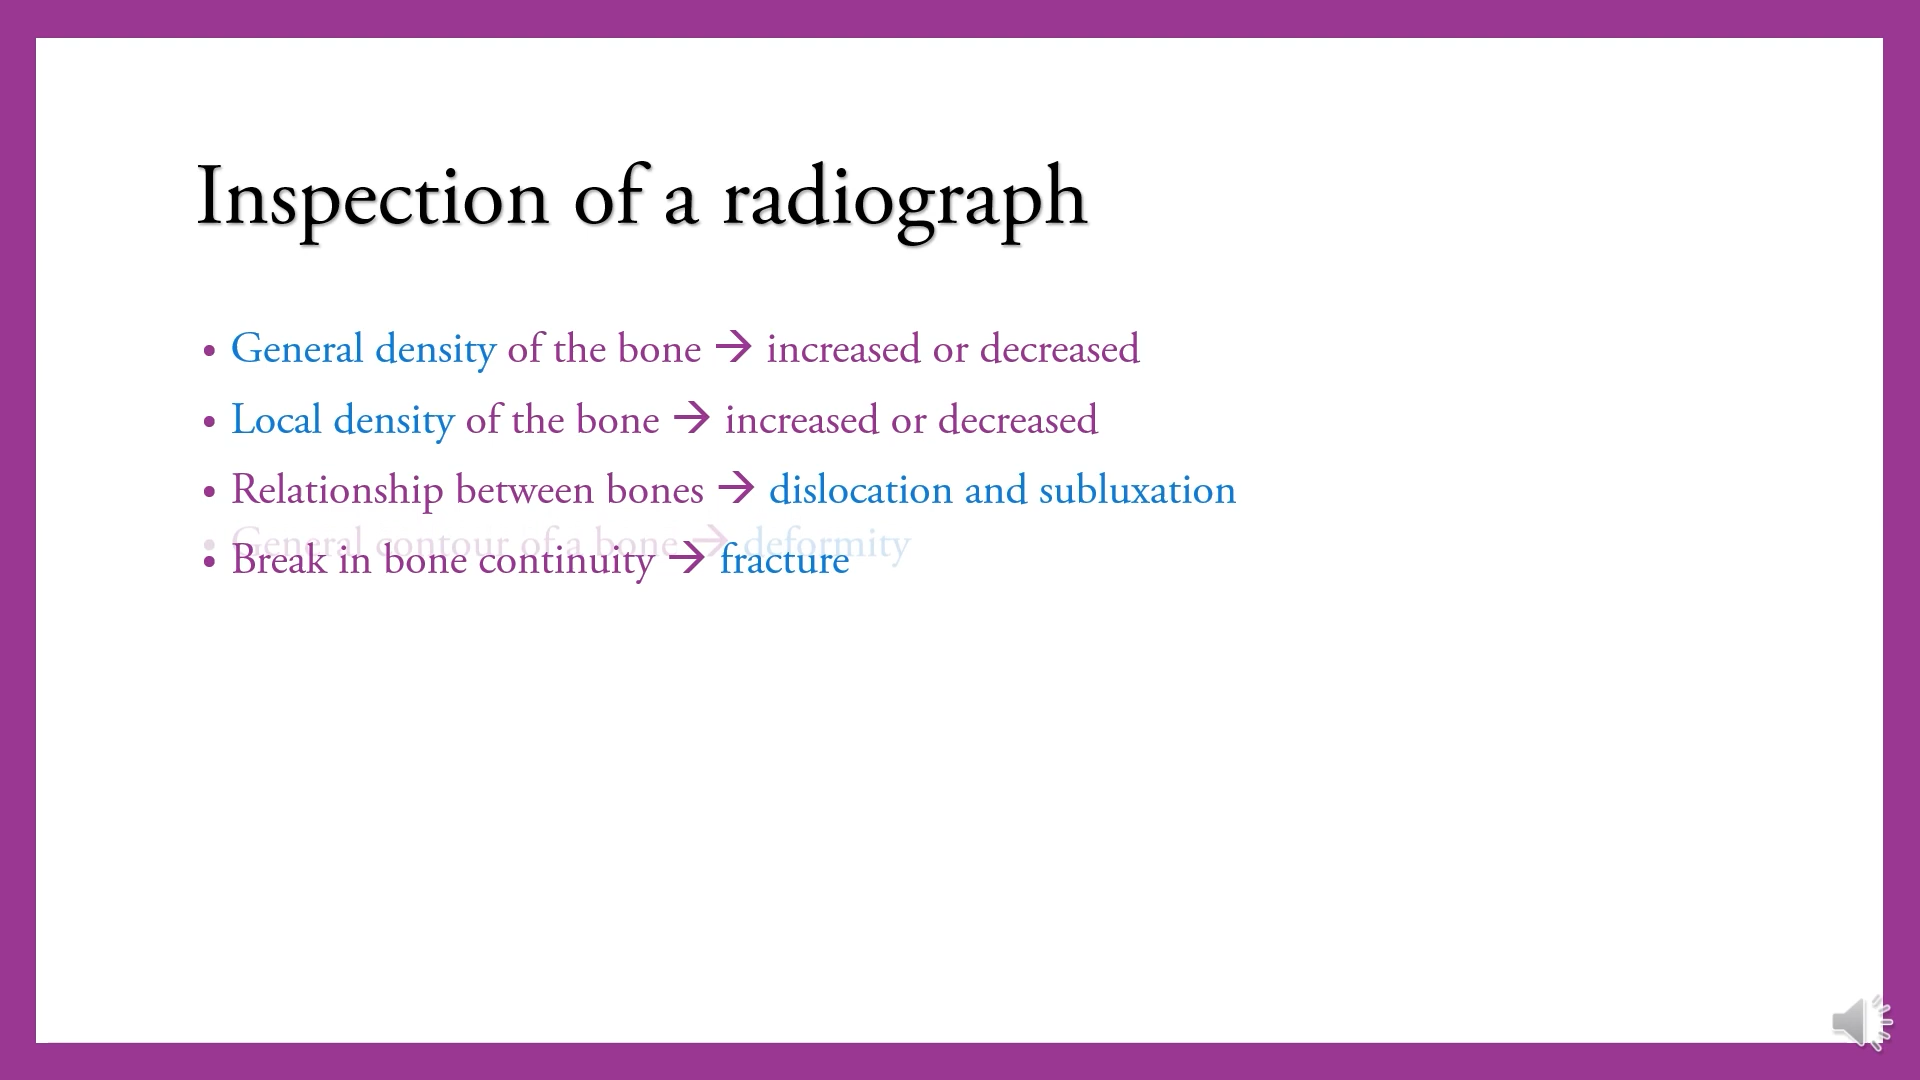 Inspection of a radiograph
• General density of the bone → increased or decreased
• Local density of the bone → increased or decreased
• Relationship between bones → dislocation and subluxation
• General contour of a bone → deformity
• Break in bone continuity → fracture